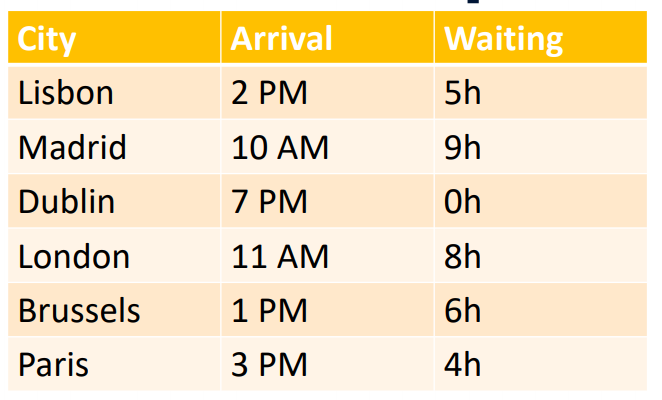 City Arrival Waiting
Lisbon 2 PM 5h
Madrid 10 AM 9h
Dublin 7 PM 0h
London 11 AM 8h
Brussels 1 PM 6h
Paris 3 PM 4h